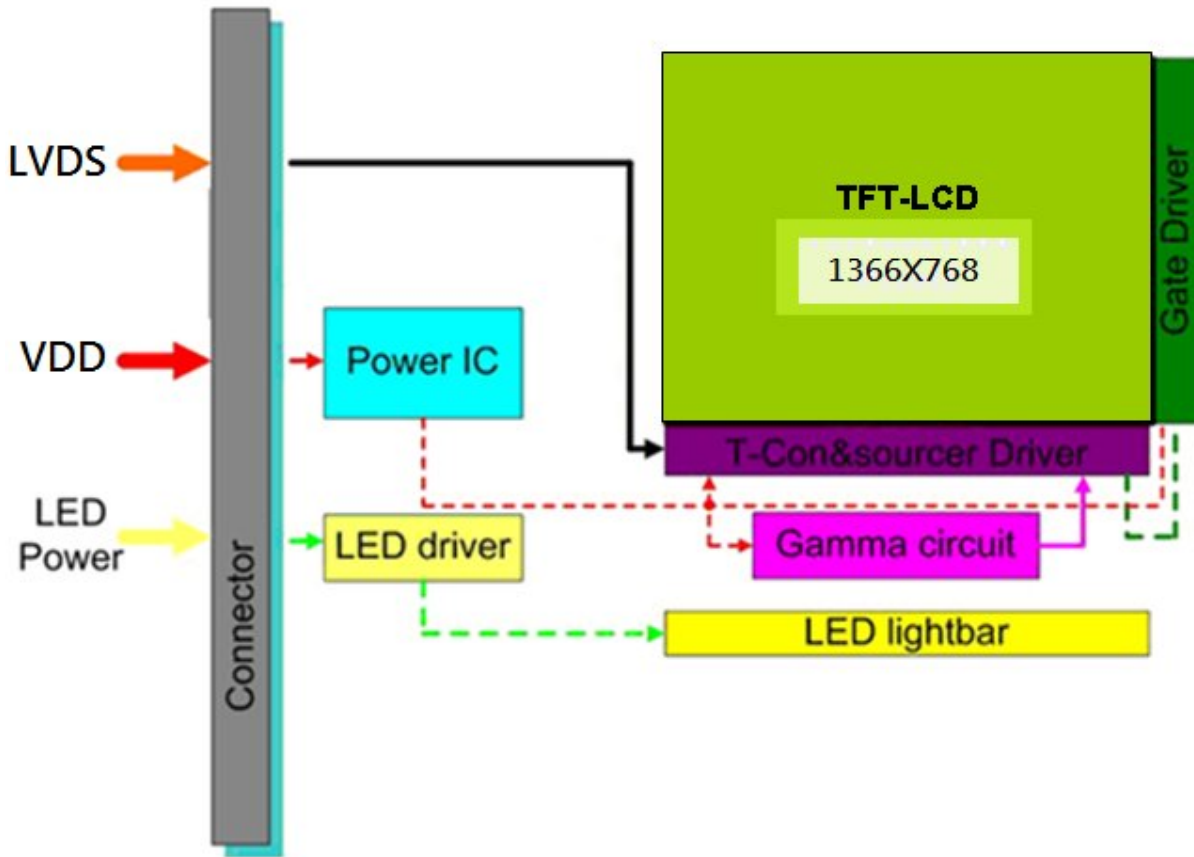 LVDS
TFT-LCD
1366X768
Gate Driver
VDD
Power IC
T-Con&sourcer Driver
LED
Power
LED driver
Gamma circuit
Connector
LED lightbar